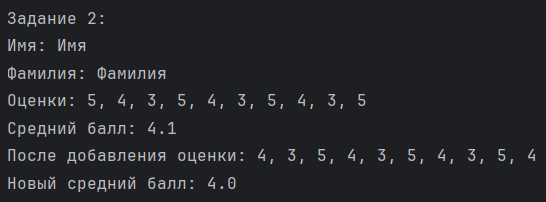 Задание 2:
Имя: Имя
Фамилия: Фамилия
Оценки: 5, 4, 3, 5, 4, 3, 5, 4, 3, 5
Средний балл: 4.1
После добавления оценки: 4, 3, 5, 4, 3, 5, 4, 3, 5, 4
Новый средний балл: 4.0